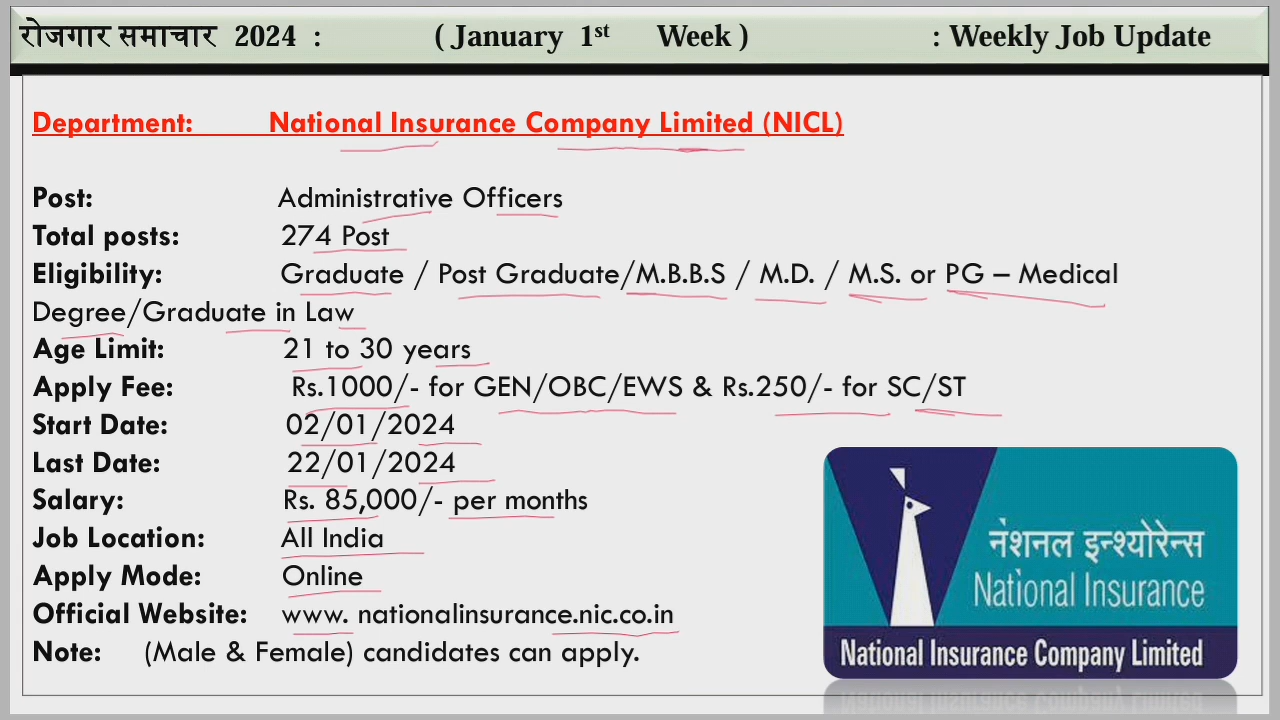 रोजगार समाचार 2024 : ( January 1st Week ) : Weekly Job Update
Department: National Insurance Company Limited (NICL)
Post: Administrative Officers
Total posts: 274 Post
Eligibility: Graduate / Post Graduate/M.B.B.S / M.D. / M.S. or PG – Medical
Degree/Graduate in Law
Age Limit: 21 to 30 years
Apply Fee: Rs.1000/- for GEN/OBC/EWS & Rs.250/- for SC/ST
Start Date: 02/01/2024
Last Date: 22/01/2024
Salary: Rs. 85,000/- per months
Job Location: All India
Apply Mode: Online
Official Website: www. nationalinsurance.nic.co.in
Note: (Male & Female) candidates can apply.
नेशनल इन्श्योरेन्स
National Insurance
National Insurance Company Limited